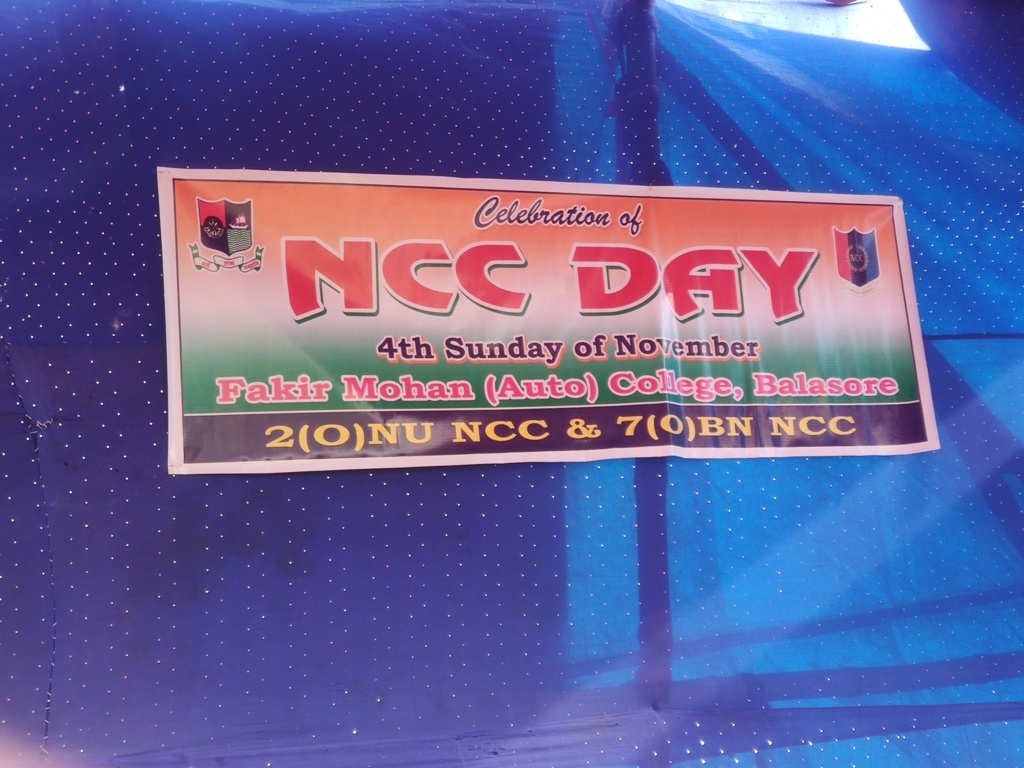 Celebration of
NCC DAY
4th Sunday of November
Fakir Mohan (Auto) College, Balasore
2(O)NU NCC & 7(O)BN NCC
NCC